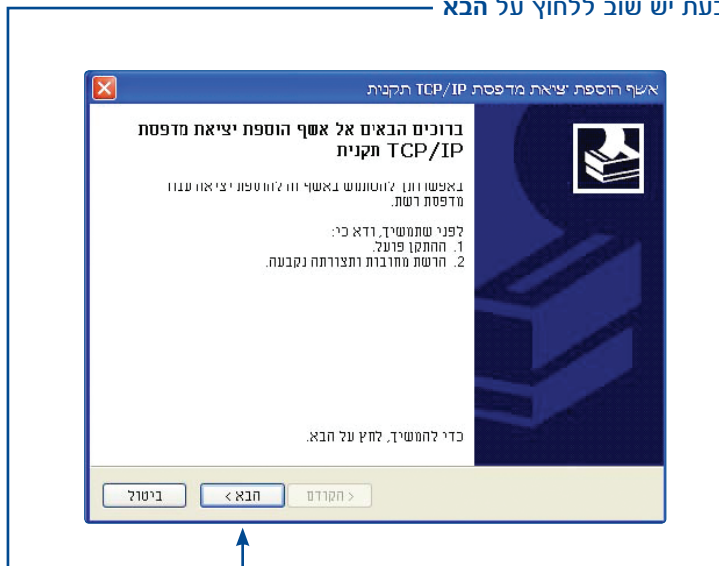 כעת יש שוב ללחוץ על הבא
אשף הוספת יציאת מדפסת TCP/IP תקנית
ברוכים הבאים אל אשף הוספת יציאת מדפסת
TCP/IP תקנית
באפשרותך להשתמש באשף זה להוספת יציאה עבור
מדפסת רשת.
לפני שתמשיך, ודא כי:
1. ההתקן פועל.
2. הרשת מחוברת ותצורתה נקבעה.
כדי להמשיך, לחץ על הבא.
< הקודם
הבא >
ביטול